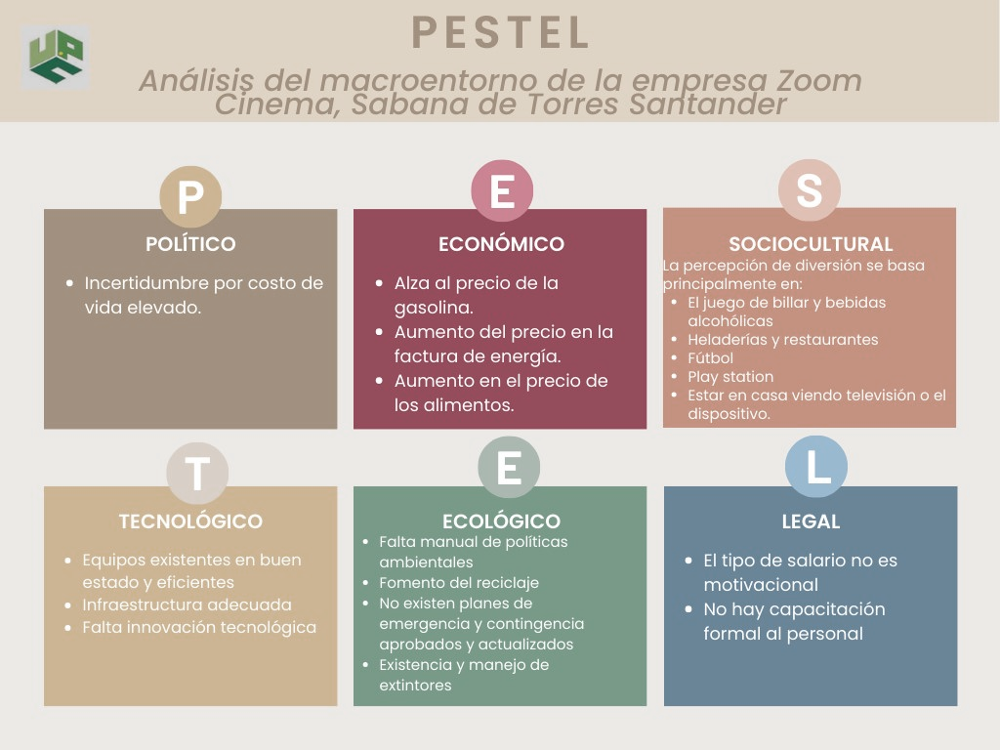 PESTEL
Análisis del macroentorno de la empresa Zoom
Cinema, Sabana de Torres Santander
P
POLÍTICO
• Incertidumbre por costo de
vida elevado.
E
ECONÓMICO
• Alza al precio de la
gasolina.
• Aumento del precio en la
factura de energía.
• Aumento en el precio de
los alimentos.
S
SOCIOCULTURAL
La percepción de diversión se basa
principalmente en:
• El juego de billar y bebidas
alcohólicas
• Heladerías y restaurantes
• Fútbol
• Play station
• Estar en casa viendo televisión o el
dispositivo.
T
TECNOLÓGICO
• Equipos existentes en buen
estado y eficientes
• Infraestructura adecuada
• Falta innovación tecnológica
E
ECOLÓGICO
• Falta manual de políticas
ambientales
• Fomento del reciclaje
• No existen planes de
emergencia y contingencia
aprobados y actualizados
• Existencia y manejo de
extintores
L
LEGAL
• El tipo de salario no es
motivacional
• No hay capacitación
formal al personal